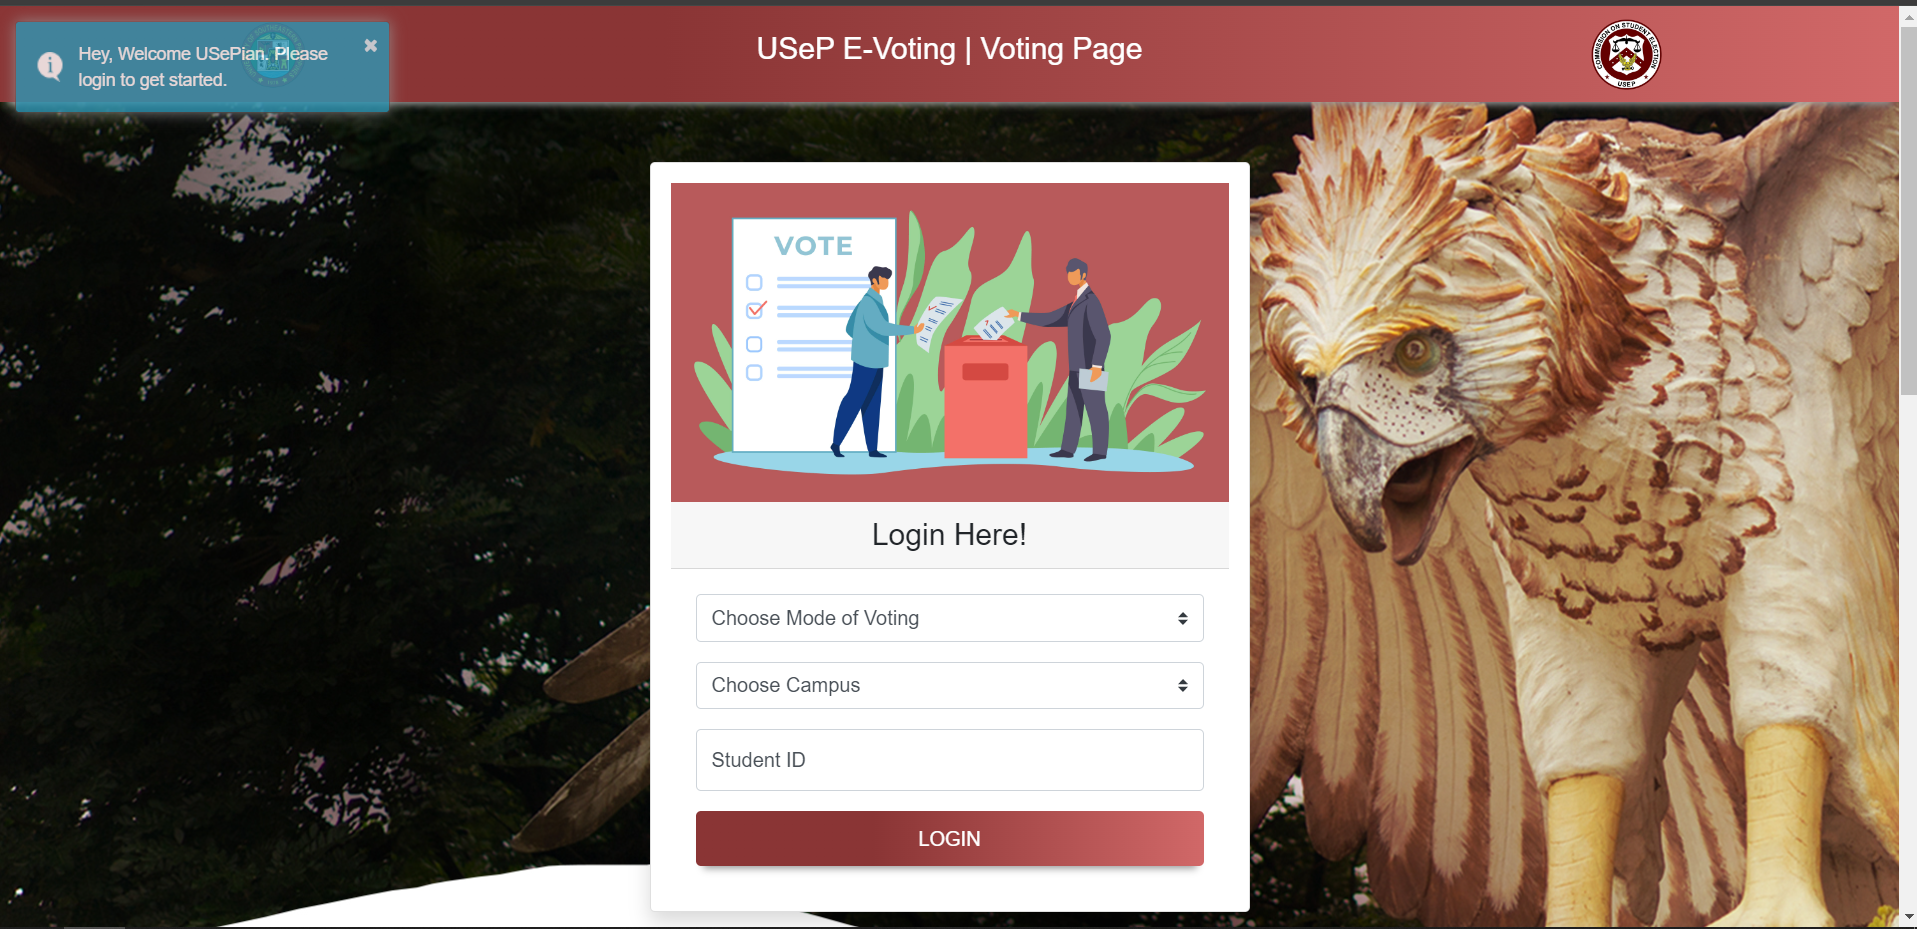 Hey, Welcome USePian. Please
login to get started.
USeP E-Voting | Voting Page
COMMISSION ON STUDENT ELECTION
USEP
VOTE
Login Here!
Choose Mode of Voting
Choose Campus
Student ID
LOGIN